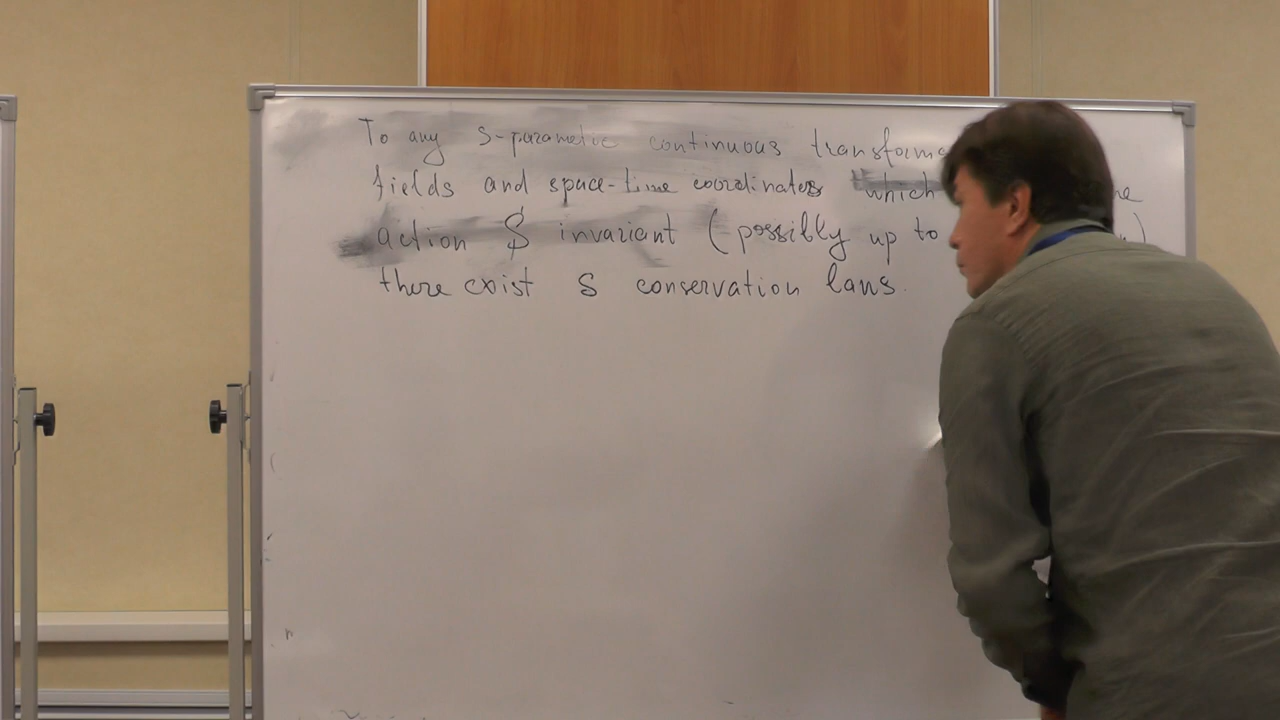 To any s-parametic continuous transforma
fields and space-time coordinates which
action S invariant (possibly up to )
there exist s conservation laws.